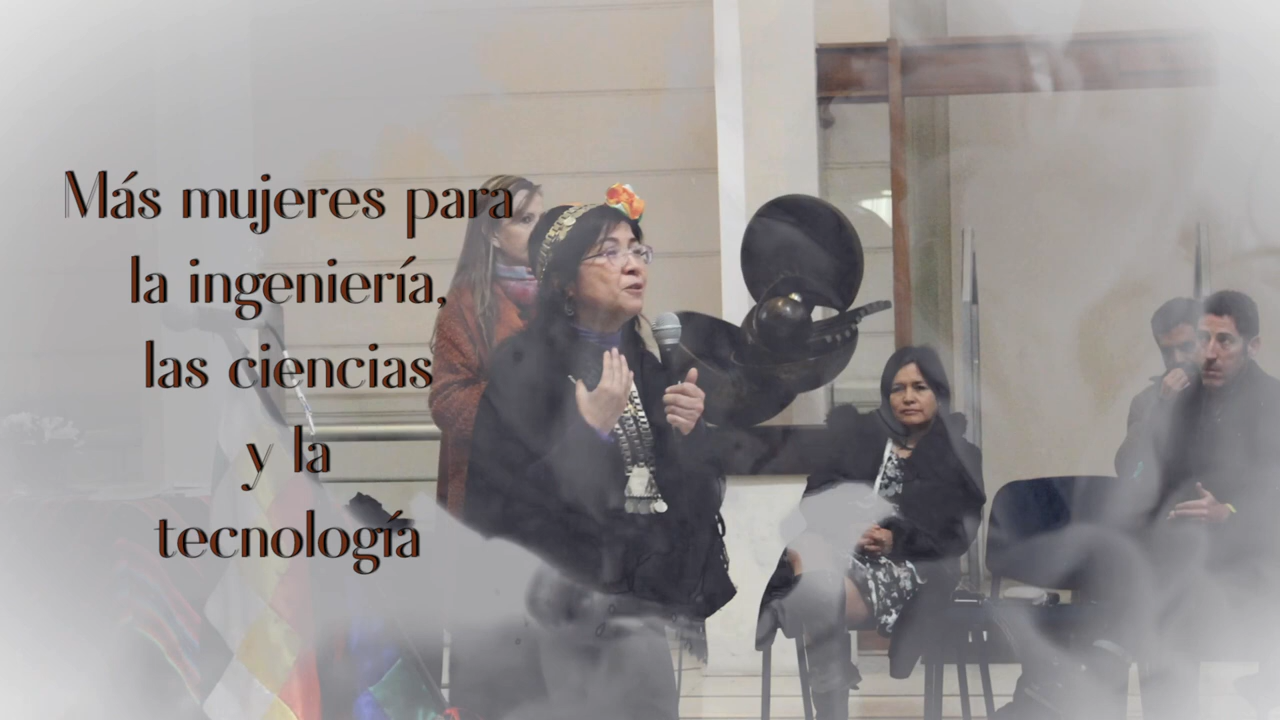 Más mujeres para
la ingeniería,
las ciencias
y la
tecnología